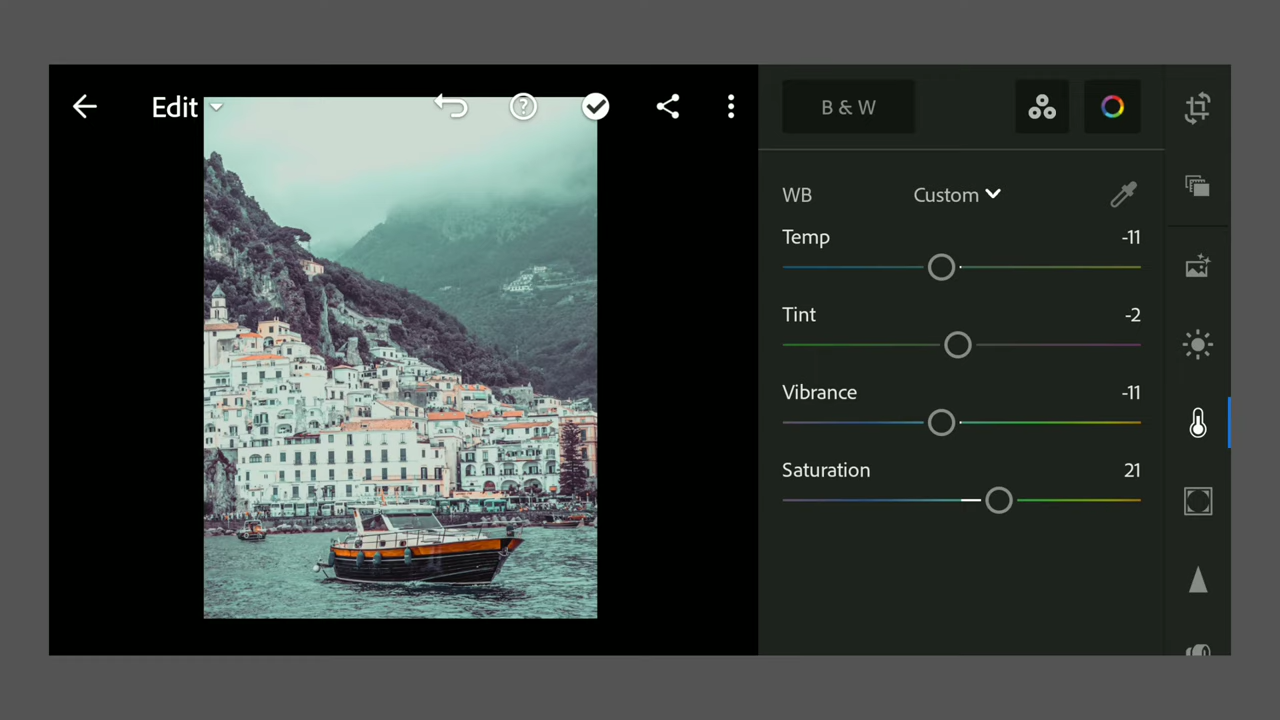 Edit
B & W
WB Custom
Temp -11
Tint -2
Vibrance -11
Saturation 21